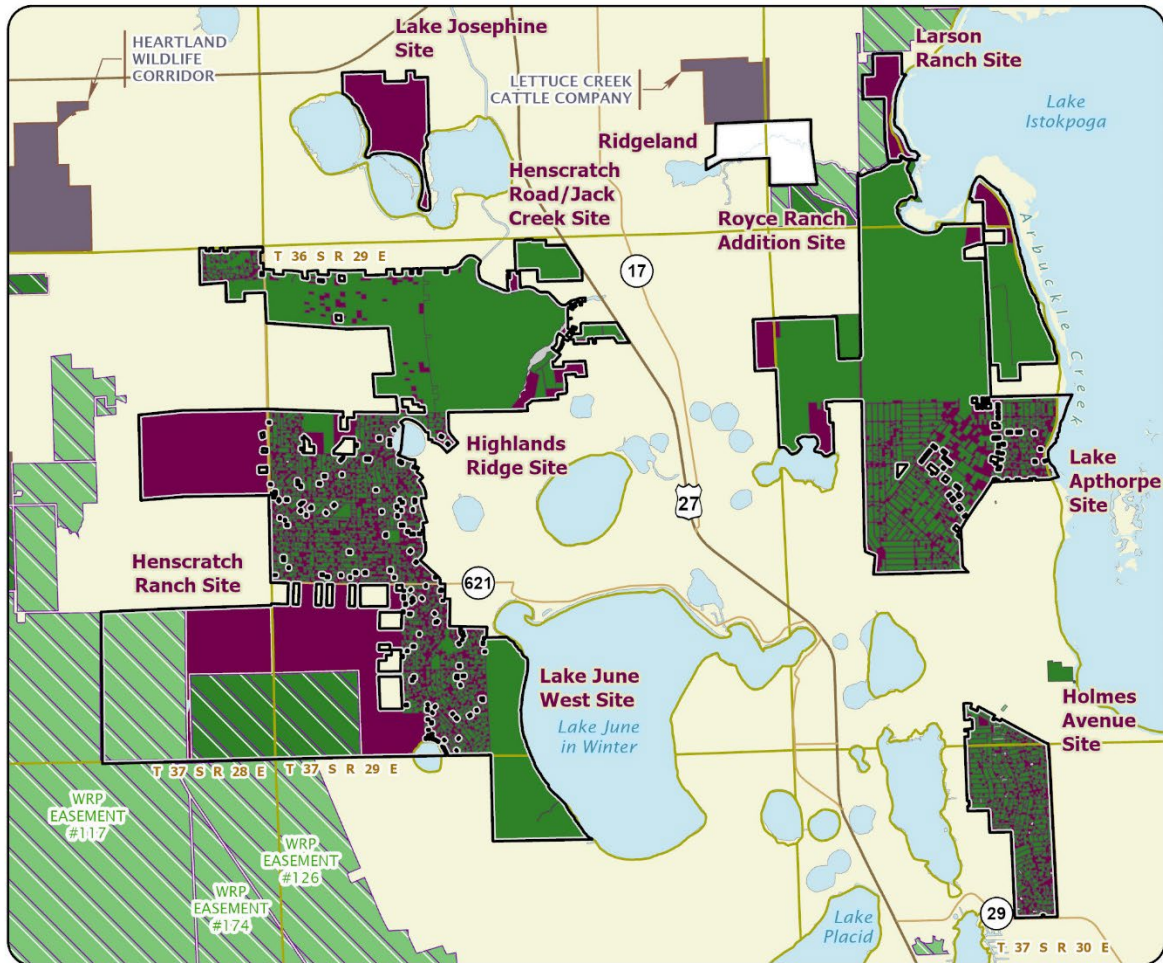 Lake Josephine
Site
HEARTLAND
WILDLIFE
CORRIDOR
LETTUCE CREEK
CATTLE COMPANY
Larson
Ranch Site
Lake
Istokpoga
Ridgeland
Henscratch
Road/Jack
Creek Site
Royce Ranch
Addition Site
T 36 S R 29 E
17
Arbuckle Creek
Highlands
Ridge Site
27
Lake
Apthorpe
Site
Henscratch
Ranch Site
621
Lake June
West Site
Lake June
in Winter
Holmes
Avenue
Site
T 37 S R 28 E
T 37 S R 29 E
WRP
EASEMENT
#117
WRP
EASEMENT
#126
WRP
EASEMENT
#174
Lake
Placid
29
T 37 S R 30 E